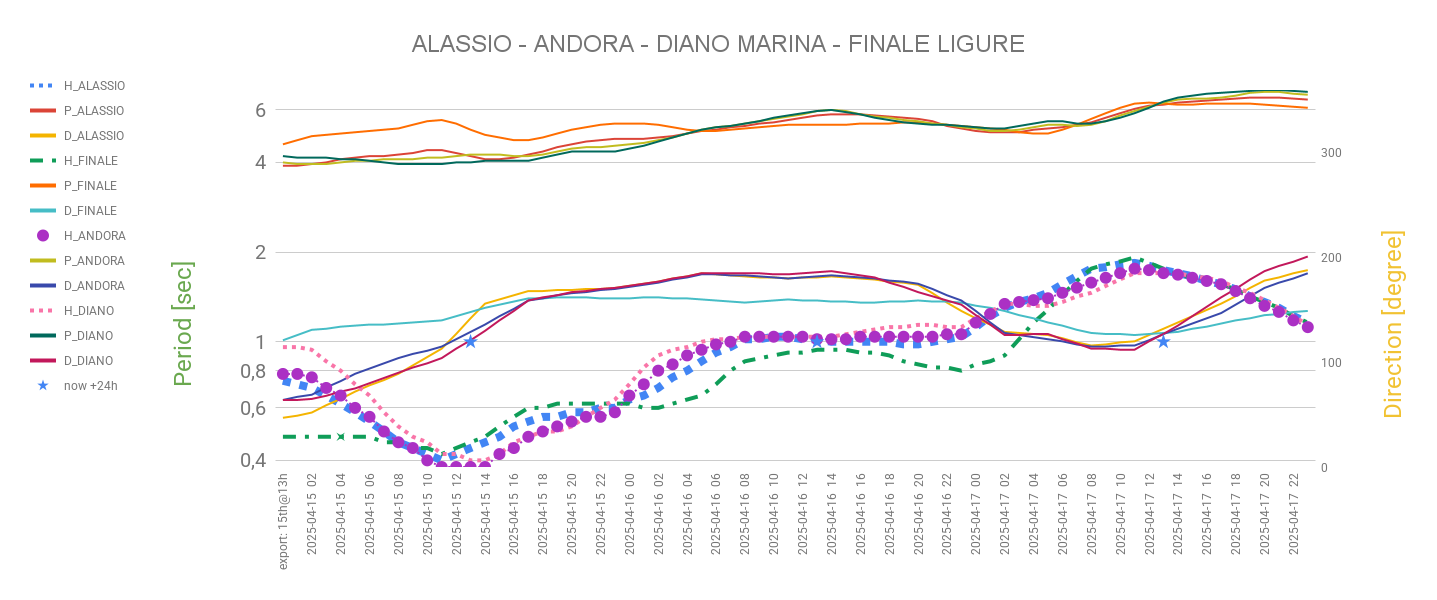 ALASSIO - ANDORA - DIANO MARINA - FINALE LIGURE
H_ALASSIO
P_ALASSIO
D_ALASSIO
H_FINALE
P_FINALE
D_FINALE
H_ANDORA
P_ANDORA
D_ANDORA
H_DIANO
P_DIANO
D_DIANO
now +24h
Period [sec]
6
4
2
1
0,8
0,6
0,4
300
200
100
0
Direction [degree]
export: 15th@13h
2025-04-15 02
2025-04-15 04
2025-04-15 06
2025-04-15 08
2025-04-15 10
2025-04-15 12
2025-04-15 14
2025-04-15 16
2025-04-15 18
2025-04-15 20
2025-04-15 22
2025-04-16 00
2025-04-16 02
2025-04-16 04
2025-04-16 06
2025-04-16 08
2025-04-16 10
2025-04-16 12
2025-04-16 14
2025-04-16 16
2025-04-16 18
2025-04-16 20
2025-04-16 22
2025-04-17 00
2025-04-17 02
2025-04-17 04
2025-04-17 06
2025-04-17 08
2025-04-17 10
2025-04-17 12
2025-04-17 14
2025-04-17 16
2025-04-17 18
2025-04-17 20
2025-04-17 22